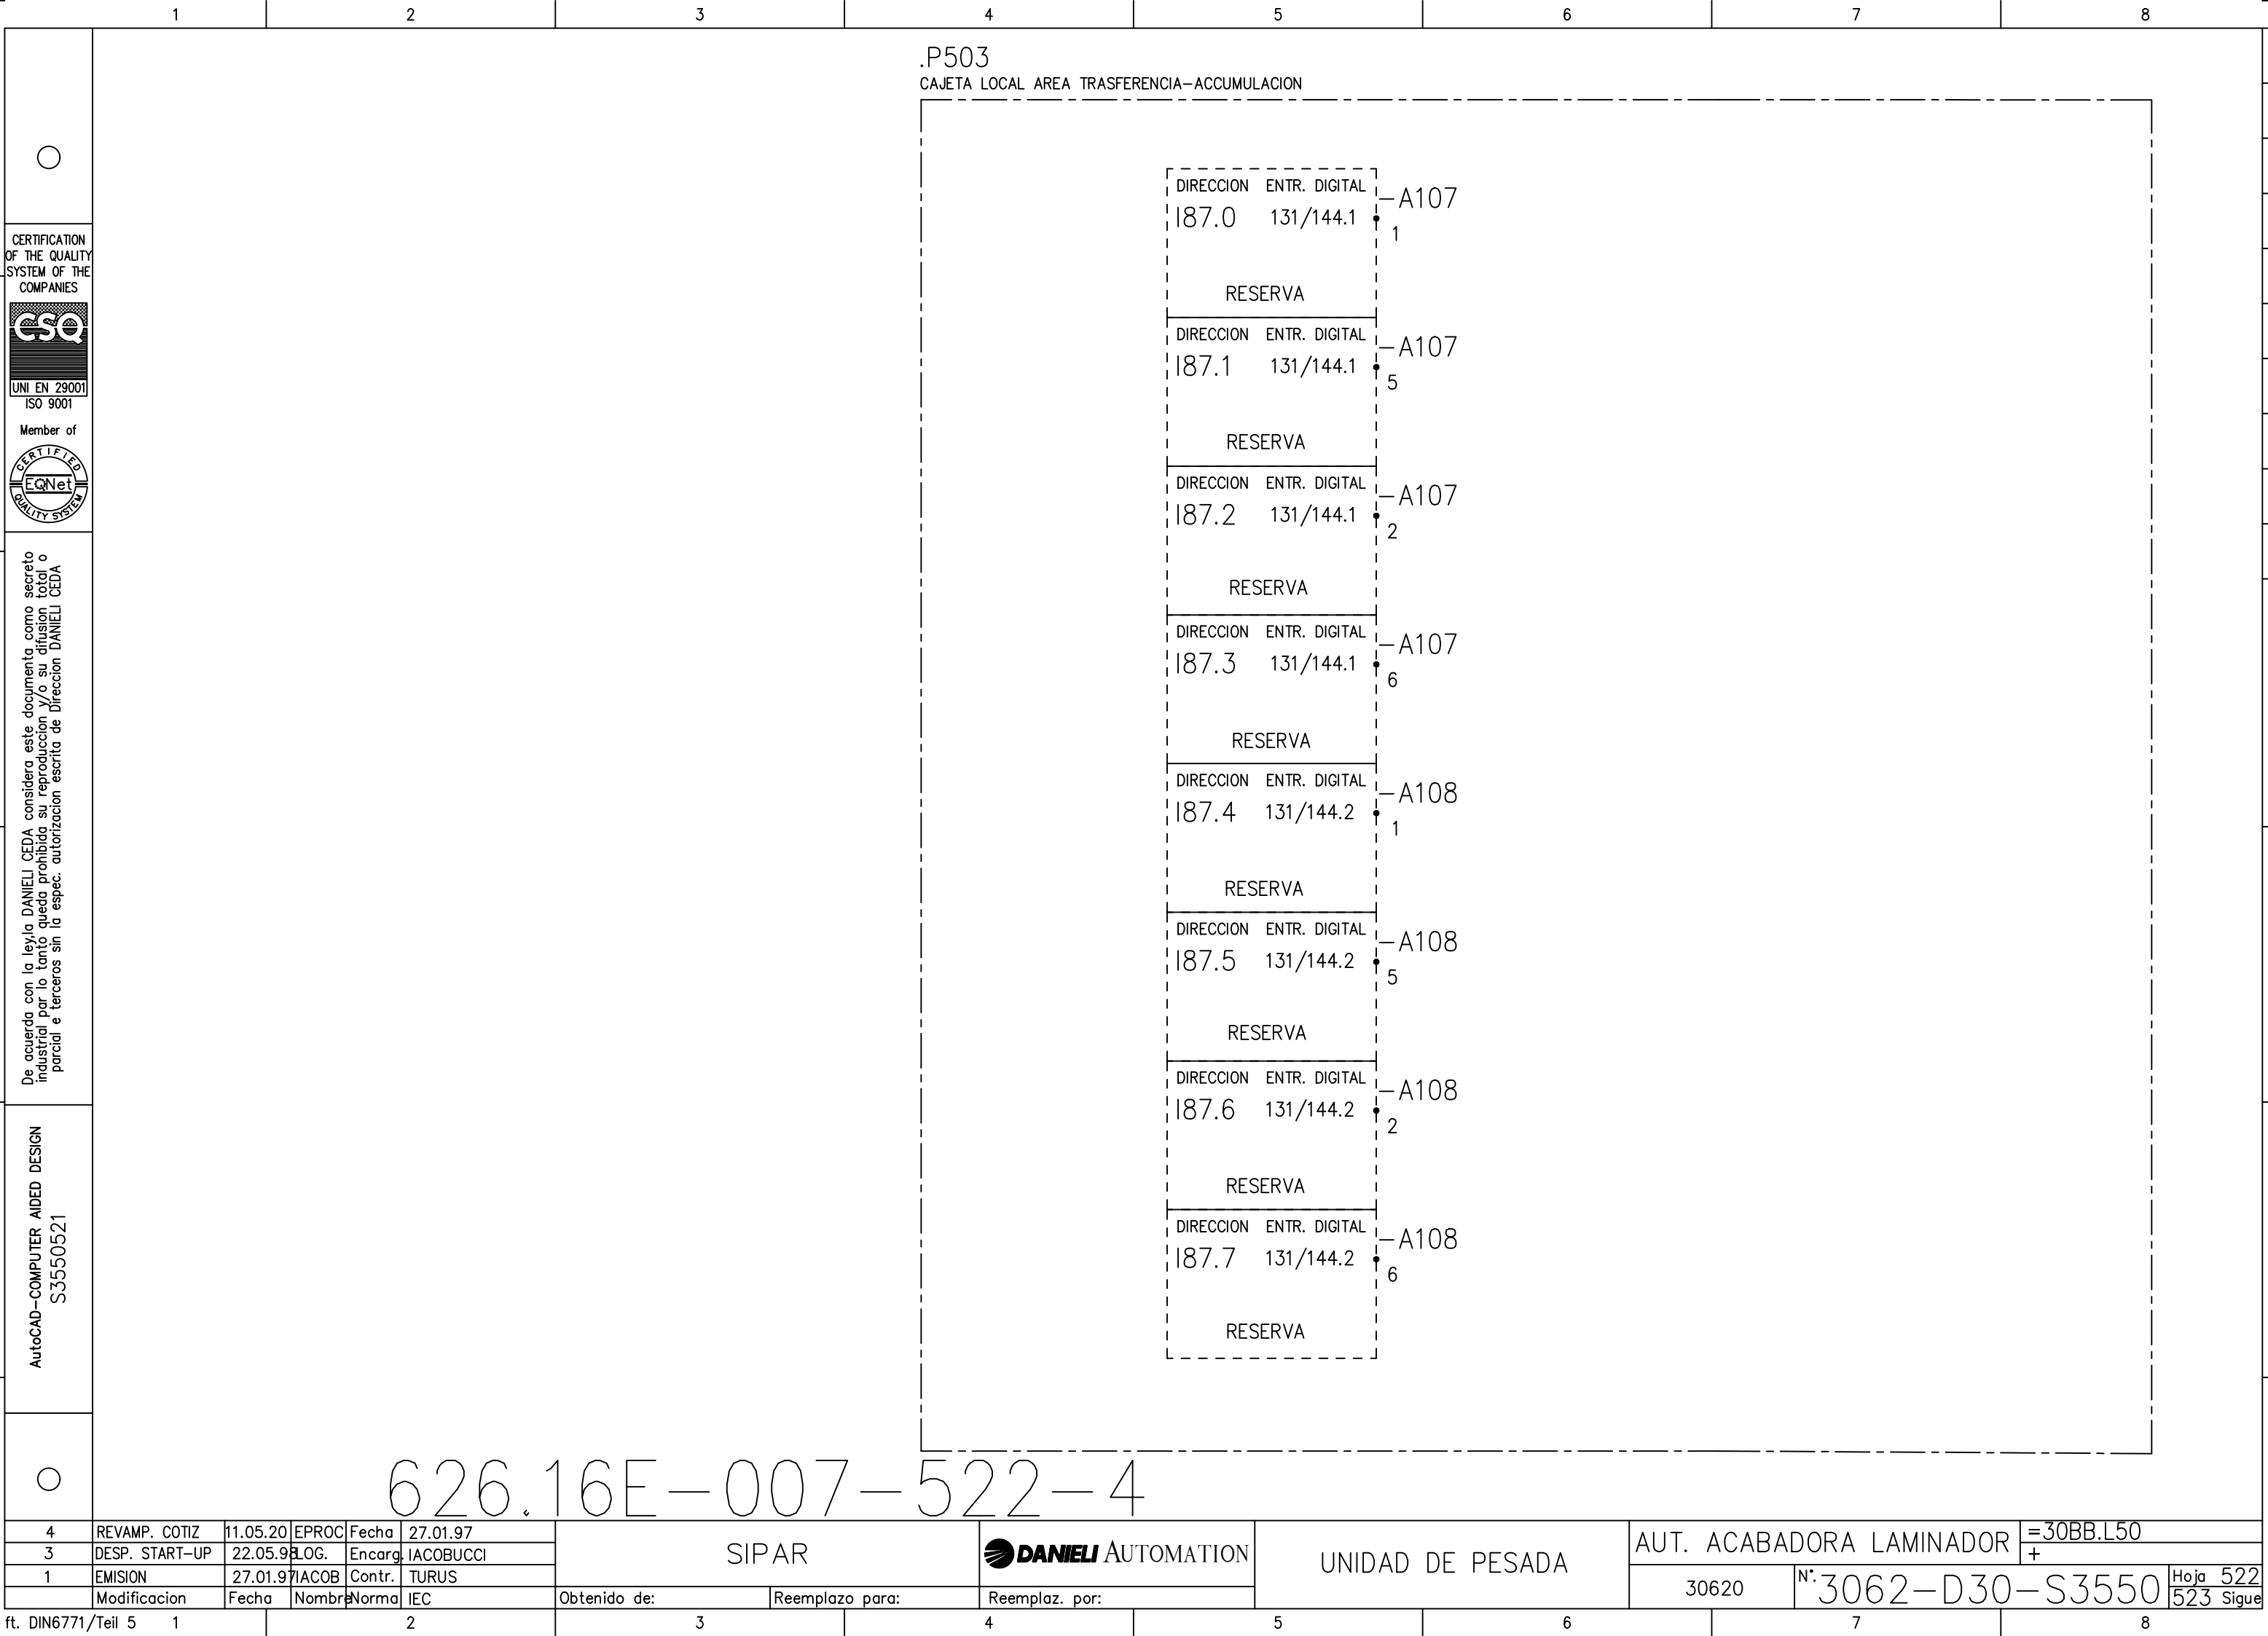 1 2 3 4 5 6 7 8
.P503
CAJETA LOCAL AREA TRASFERENCIA-ACCUMULACION
DIRECCION ENTR. DIGITAL
-A107
I87.0 131/144.1
1
RESERVA
DIRECCION ENTR. DIGITAL
-A107
I87.1 131/144.1
5
RESERVA
DIRECCION ENTR. DIGITAL
-A107
I87.2 131/144.1
2
RESERVA
DIRECCION ENTR. DIGITAL
-A107
I87.3 131/144.1
6
RESERVA
DIRECCION ENTR. DIGITAL
-A108
I87.4 131/144.2
1
RESERVA
DIRECCION ENTR. DIGITAL
-A108
I87.5 131/144.2
5
RESERVA
DIRECCION ENTR. DIGITAL
-A108
I87.6 131/144.2
2
RESERVA
DIRECCION ENTR. DIGITAL
-A108
I87.7 131/144.2
6
RESERVA
CERTIFICATION
OF THE QUALITY
SYSTEM OF THE
COMPANIES
CSQ
UNI EN 29001
ISO 9001
Member of
CERTIFIED
EQNet
QUALITY SYSTEM
De acuerda con la ley,la DANIELI CEDA considera este documenta como secreto
industrial par lo tanto queda prohibida su reproduccion y/o su difusion total o
parcial e terceros sin la espec. autorizacion escrita de Direccion DANIELI CEDA
AutoCAD-COMPUTER AIDED DESIGN
S3550521
626.16E-007-522-4
4 REVAMP. COTIZ 11.05.20 EPROC Fecha 27.01.97
3 DESP. START-UP 22.05.98 LOG. Encarg. IACOBUCCI
1 EMISION 27.01.97 IACOB Contr. TURUS
Modificacion Fecha Nombre Norma IEC
SIPAR
Obtenido de: Reemplazo para: Reemplaz. por:
DANIELI AUTOMATION
UNIDAD DE PESADA
AUT. ACABADORA LAMINADOR
=30BB.L50
+
30620
N°. 3062-D30-S3550
Hoja 522
523 Sigue
ft. DIN6771/Teil 5 1 2 3 4 5 6 7 8